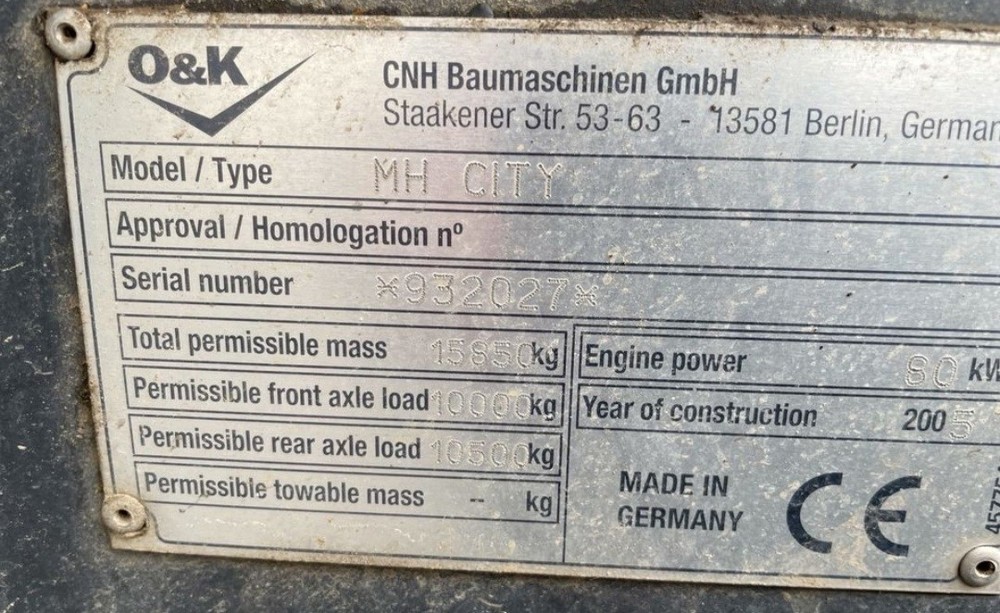 O&K
CNH Baumaschinen GmbH
Staakener Str. 53-63 - 13581 Berlin, German
Model / Type MH CITY
Approval / Homologation nº
Serial number *932027*
Total permissible mass 15850 kg
Permissible front axle load 10000 kg
Permissible rear axle load 10500 kg
Permissible towable mass -- kg
Engine power 80 kW
Year of construction 2005
MADE IN
GERMANY
CE